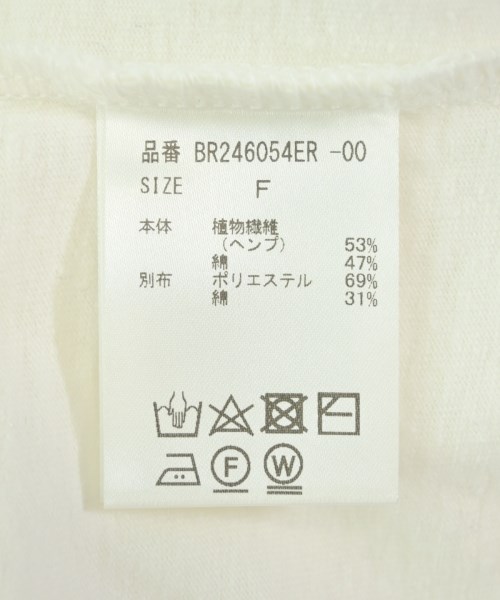 品番 BR246054ER -00
SIZE F
本体 植物繊維
（ヘンプ） 53%
綿 47%
別布 ポリエステル 69%
綿 31%
F W